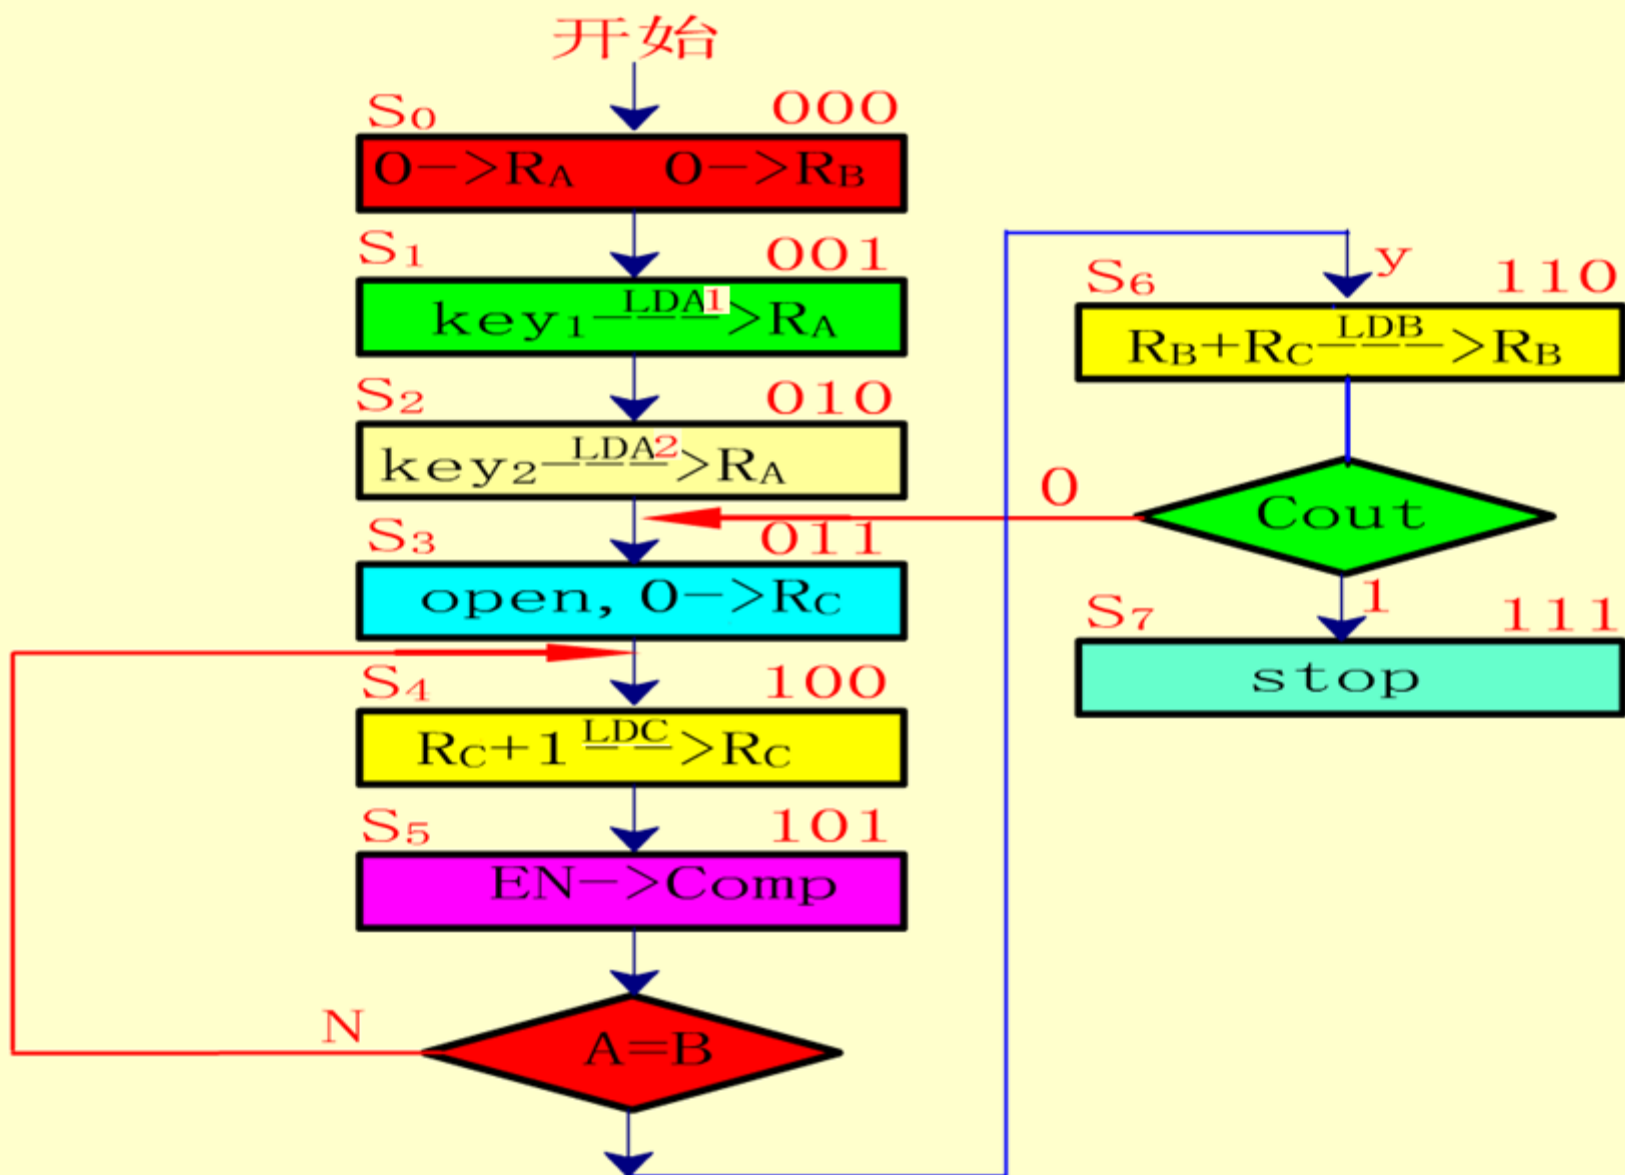 开始
S₀ 000
0—>RA 0—>RB
S₁ 001
key₁ LDA1 --->RA
S₂ 010
key₂ LDA2 --->RA
S₃ 011
open, 0—>RC
S₄ 100
RC+1 LDC --->RC
S₅ 101
EN—>Comp
A=B
N
y
S₆ 110
RB+RC LDB --->RB
Cout
0
1
S₇ 111
stop